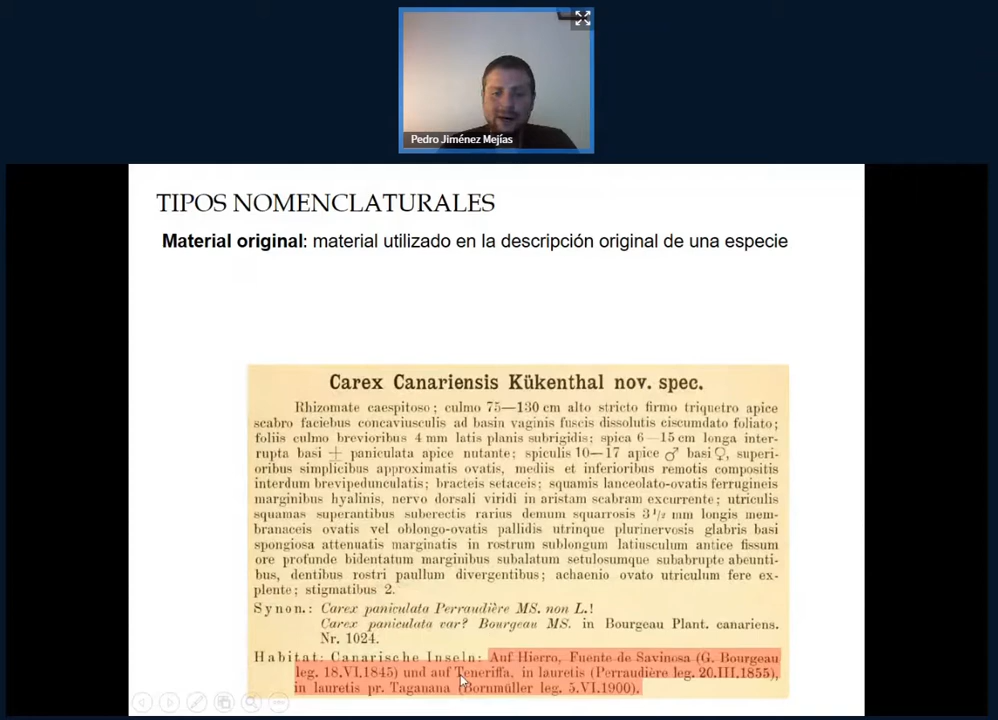 Pedro Jiménez Mejías
TIPOS NOMENCLATURALES
Material original: material utilizado en la descripción original de una especie
Carex Canariensis Kükenthal nov. spec.
Rhizomate caespitoso; culmo 75—130 cm alto stricto firmo triquetro apice
scabro faciebus concaviusculis ad basin vaginis fuscis dissolutis ciscumdato foliato;
foliis culmo brevioribus 4 mm latis planis subrigidis; spica 6—15 cm longa inter-
rupta basi ± paniculata apice nutante; spiculis 10—17 apice ♂ basi ♀, superi-
oribus simplicibus approximatis ovatis, mediis et inferioribus remotis compositis
interdum brevipedunculatis; bracteis setaceis; squamis lanceolato-ovatis ferrugineis
marginibus hyalinis, nervo dorsali viridi in aristam scabram excurrente; utriculis
squamas superantibus suberectis rarius demum squarrosis 3 1/2 mm longis mem-
branaceis ovatis vel oblongo-ovatis pallidis utrinque plurinervosis glabris basi
spongiosa attenuatis marginatis in rostrum sublongum latiusculum antice fissum
ore profunde bidentatum marginibus subalatum setulosumque subabrupte abeunti-
bus, dentibus rostri paullum divergentibus; achaenio ovato utriculum fere ex-
plente; stigmatibus 2.
Synon.: Carex paniculata Perraudière MS. non L.!
Carex paniculata var? Bourgeau MS. in Bourgeau Plant. canariens.
Nr. 1024.
Habitat: Canarische Inseln: Auf Hierro, Fuente de Savinosa (G. Bourgeau
leg. 18.VI.1845) und auf Teneriffa, in lauretis (Perraudière leg. 20.III.1855),
in lauretis pr. Taganana (Bornmüller leg. 5.VI.1900).